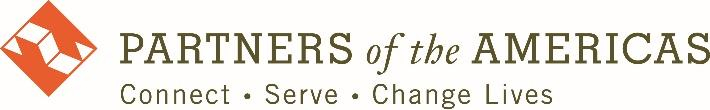 PARTNERS of the AMERICAS
Connect • Serve • Change Lives